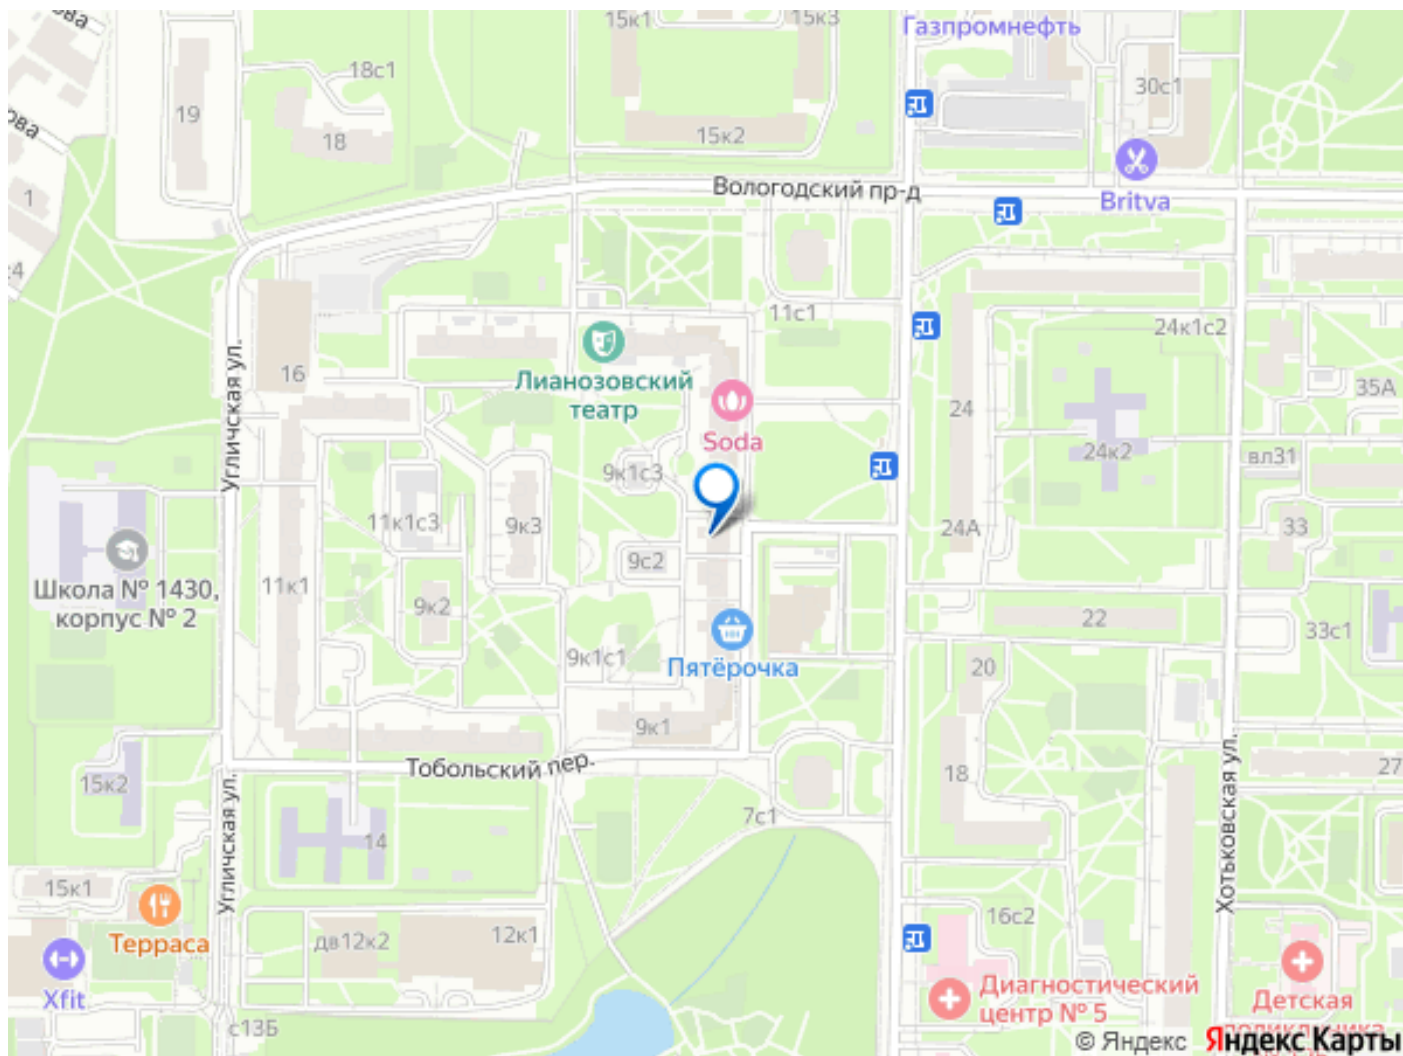 ова
15к1
15к3
Газпромнефть
18с1
30с1
19
ова
18
15к2
Вологодский пр-д
1
Britva
11с1
24к1с2
Лианозовский
театр
16
35А
24
Угличская ул.
Soda
24к2
вл31
9к1с3
11к1с3
9к3
24А
33
9с2
Школа № 1430,
корпус № 2
11к1
9к2
22
33с1
9к1с1
Пятёрочка
20
9к1
Тобольский пер.
27
18
15к2
Хотьковская ул.
Угличская ул.
7с1
14
15к1
16с2
Терраса
дв12к2
12к1
Xfit
Диагностический
центр № 5
Детская
поликлиника
с13Б
© Яндекс Яндекс Карты